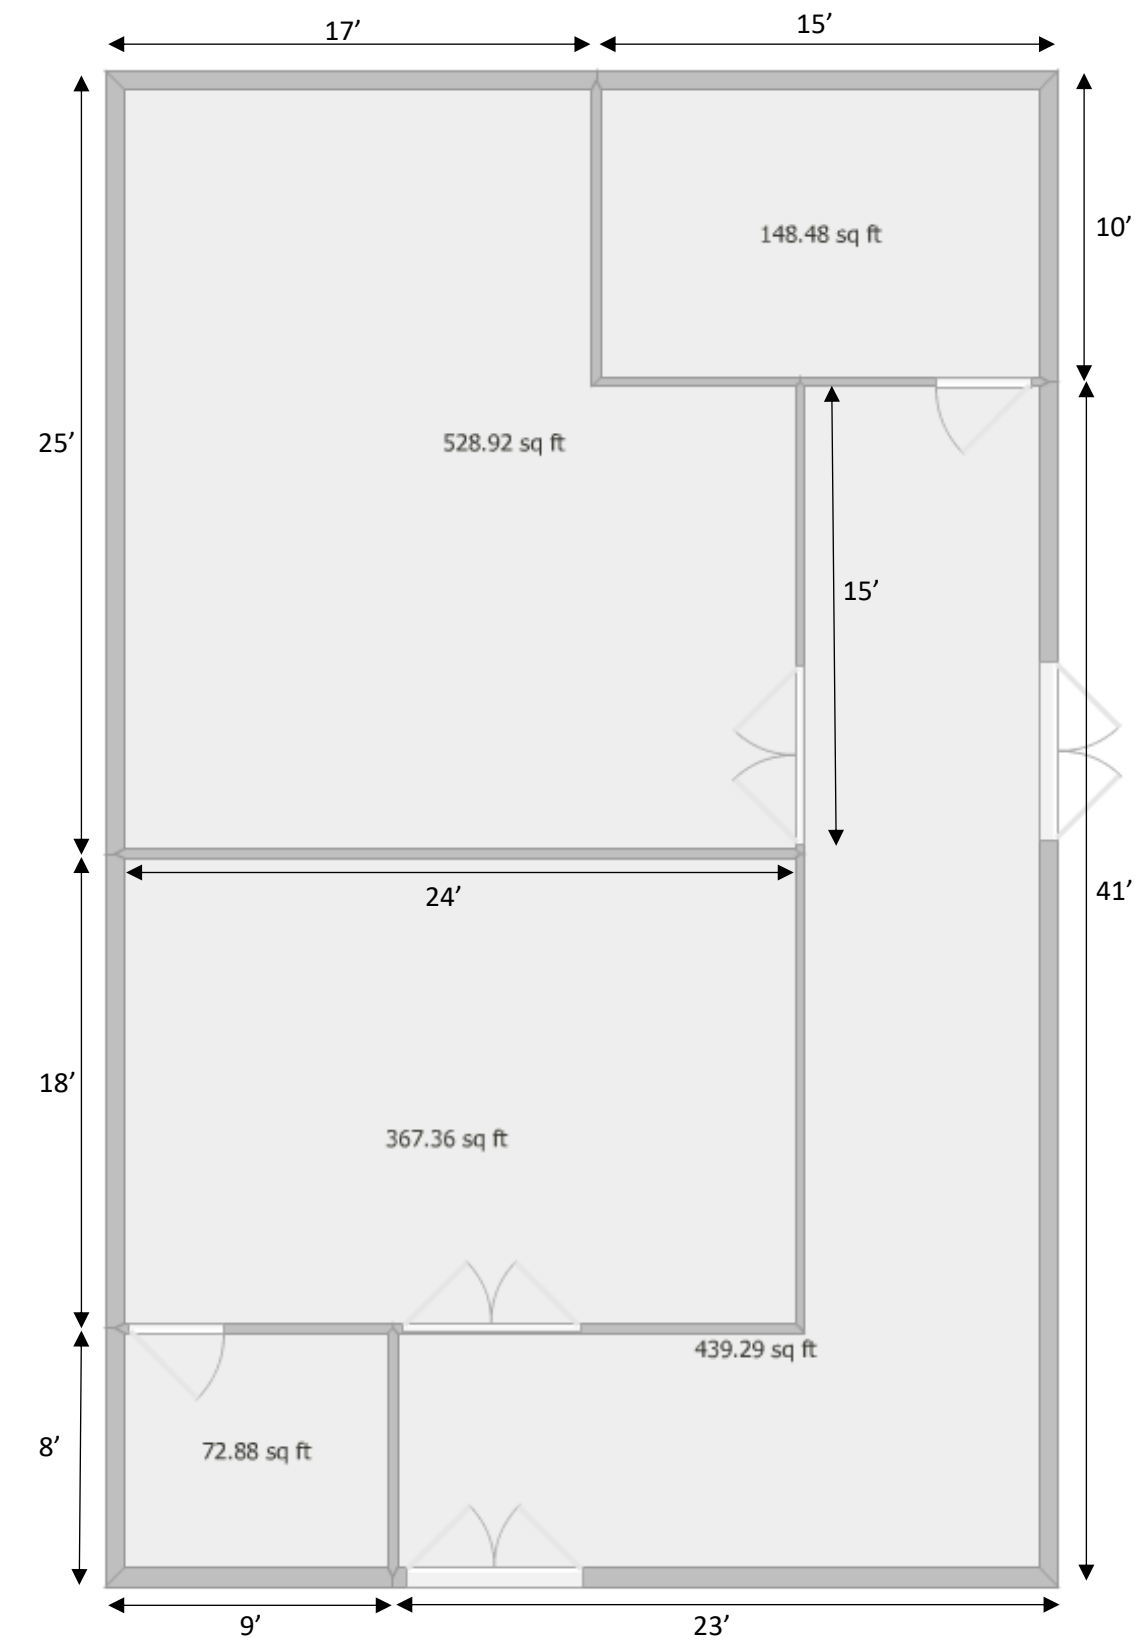 17’
15’
148.48 sq ft
10’
25’
528.92 sq ft
15’
24’
41’
18’
367.36 sq ft
439.29 sq ft
8’
72.88 sq ft
9’
23’